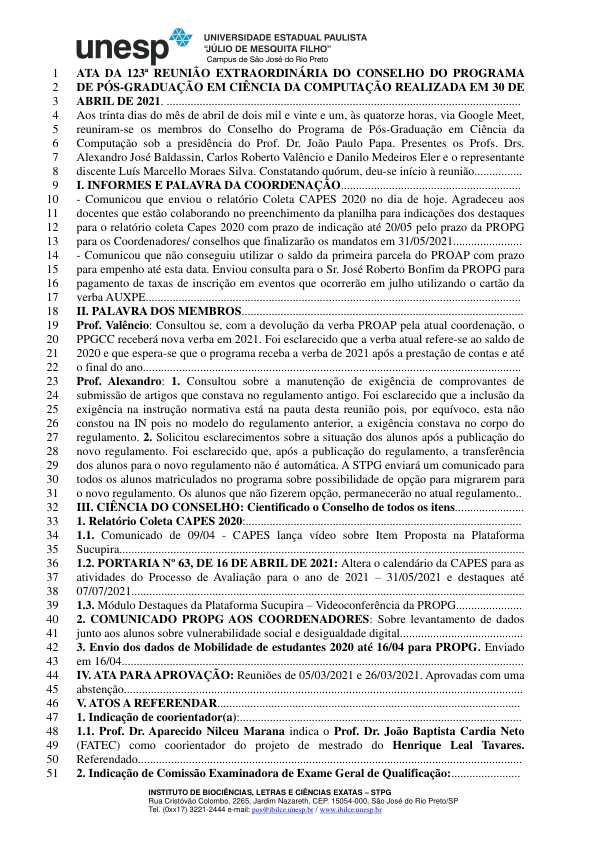 unesp
UNIVERSIDADE ESTADUAL PAULISTA
“JÚLIO DE MESQUITA FILHO”
Campus de São José do Rio Preto
1 ATA DA 123ª REUNIÃO EXTRAORDINÁRIA DO CONSELHO DO PROGRAMA
2 DE PÓS-GRADUAÇÃO EM CIÊNCIA DA COMPUTAÇÃO REALIZADA EM 30 DE
3 ABRIL DE 2021. ........................................................................................................................
4 Aos trinta dias do mês de abril de dois mil e vinte e um, às quatorze horas, via Google Meet,
5 reuniram-se os membros do Conselho do Programa de Pós-Graduação em Ciência da
6 Computação sob a presidência do Prof. Dr. João Paulo Papa. Presentes os Profs. Drs.
7 Alexandro José Baldassin, Carlos Roberto Valêncio e Danilo Medeiros Eler e o representante
8 discente Luís Marcello Moraes Silva. Constatando quórum, deu-se início à reunião................
9 I. INFORMES E PALAVRA DA COORDENAÇÃO............................................................
10 - Comunicou que enviou o relatório Coleta CAPES 2020 no dia de hoje. Agradeceu aos
11 docentes que estão colaborando no preenchimento da planilha para indicações dos destaques
12 para o relatório coleta Capes 2020 com prazo de indicação até 20/05 pelo prazo da PROPG
13 para os Coordenadores/ conselhos que finalizarão os mandatos em 31/05/2021.......................
14 - Comunicou que não conseguiu utilizar o saldo da primeira parcela do PROAP com prazo
15 para empenho até esta data. Enviou consulta para o Sr. José Roberto Bonfim da PROPG para
16 pagamento de taxas de inscrição em eventos que ocorrerão em julho utilizando o cartão da
17 verba AUXPE.............................................................................................................................
18 II. PALAVRA DOS MEMBROS..............................................................................................
19 Prof. Valêncio: Consultou se, com a devolução da verba PROAP pela atual coordenação, o
20 PPGCC receberá nova verba em 2021. Foi esclarecido que a verba atual refere-se ao saldo de
21 2020 e que espera-se que o programa receba a verba de 2021 após a prestação de contas e até
22 o final do ano..............................................................................................................................
23 Prof. Alexandro: 1. Consultou sobre a manutenção de exigência de comprovantes de
24 submissão de artigos que constava no regulamento antigo. Foi esclarecido que a inclusão da
25 exigência na instrução normativa está na pauta desta reunião pois, por equívoco, esta não
26 constou na IN pois no modelo do regulamento anterior, a exigência constava no corpo do
27 regulamento. 2. Solicitou esclarecimentos sobre a situação dos alunos após a publicação do
28 novo regulamento. Foi esclarecido que, após a publicação do regulamento, a transferência
29 dos alunos para o novo regulamento não é automática. A STPG enviará um comunicado para
30 todos os alunos matriculados no programa sobre possibilidade de opção para migrarem para
31 o novo regulamento. Os alunos que não fizerem opção, permanecerão no atual regulamento..
32 III. CIÊNCIA DO CONSELHO: Cientificado o Conselho de todos os itens.......................
33 1. Relatório Coleta CAPES 2020:............................................................................................
34 1.1. Comunicado de 09/04 - CAPES lança vídeo sobre Item Proposta na Plataforma
35 Sucupira......................................................................................................................................
36 1.2. PORTARIA Nº 63, DE 16 DE ABRIL DE 2021: Altera o calendário da CAPES para as
37 atividades do Processo de Avaliação para o ano de 2021 – 31/05/2021 e destaques até
38 07/07/2021..................................................................................................................................
39 1.3. Módulo Destaques da Plataforma Sucupira – Videoconferência da PROPG......................
40 2. COMUNICADO PROPG AOS COORDENADORES: Sobre levantamento de dados
41 junto aos alunos sobre vulnerabilidade social e desigualdade digital.........................................
42 3. Envio dos dados de Mobilidade de estudantes 2020 até 16/04 para PROPG. Enviado
43 em 16/04.....................................................................................................................................
44 IV. ATA PARA APROVAÇÃO: Reuniões de 05/03/2021 e 26/03/2021. Aprovadas com uma
45 abstenção.....................................................................................................................................
46 V. ATOS A REFERENDAR.....................................................................................................
47 1. Indicação de coorientador(a):..............................................................................................
48 1.1. Prof. Dr. Aparecido Nilceu Marana indica o Prof. Dr. João Baptista Cardia Neto
49 (FATEC) como coorientador do projeto de mestrado do Henrique Leal Tavares.
50 Referendado................................................................................................................................
51 2. Indicação de Comissão Examinadora de Exame Geral de Qualificação:.......................
INSTITUTO DE BIOCIÊNCIAS, LETRAS E CIÊNCIAS EXATAS – STPG
Rua Cristóvão Colombo, 2265, Jardim Nazareth, CEP. 15054-000, São José do Rio Preto/SP
Tel. (0xx17) 3221-2444 e-mail: pos@ibilce.unesp.br / www.ibilce.unesp.br